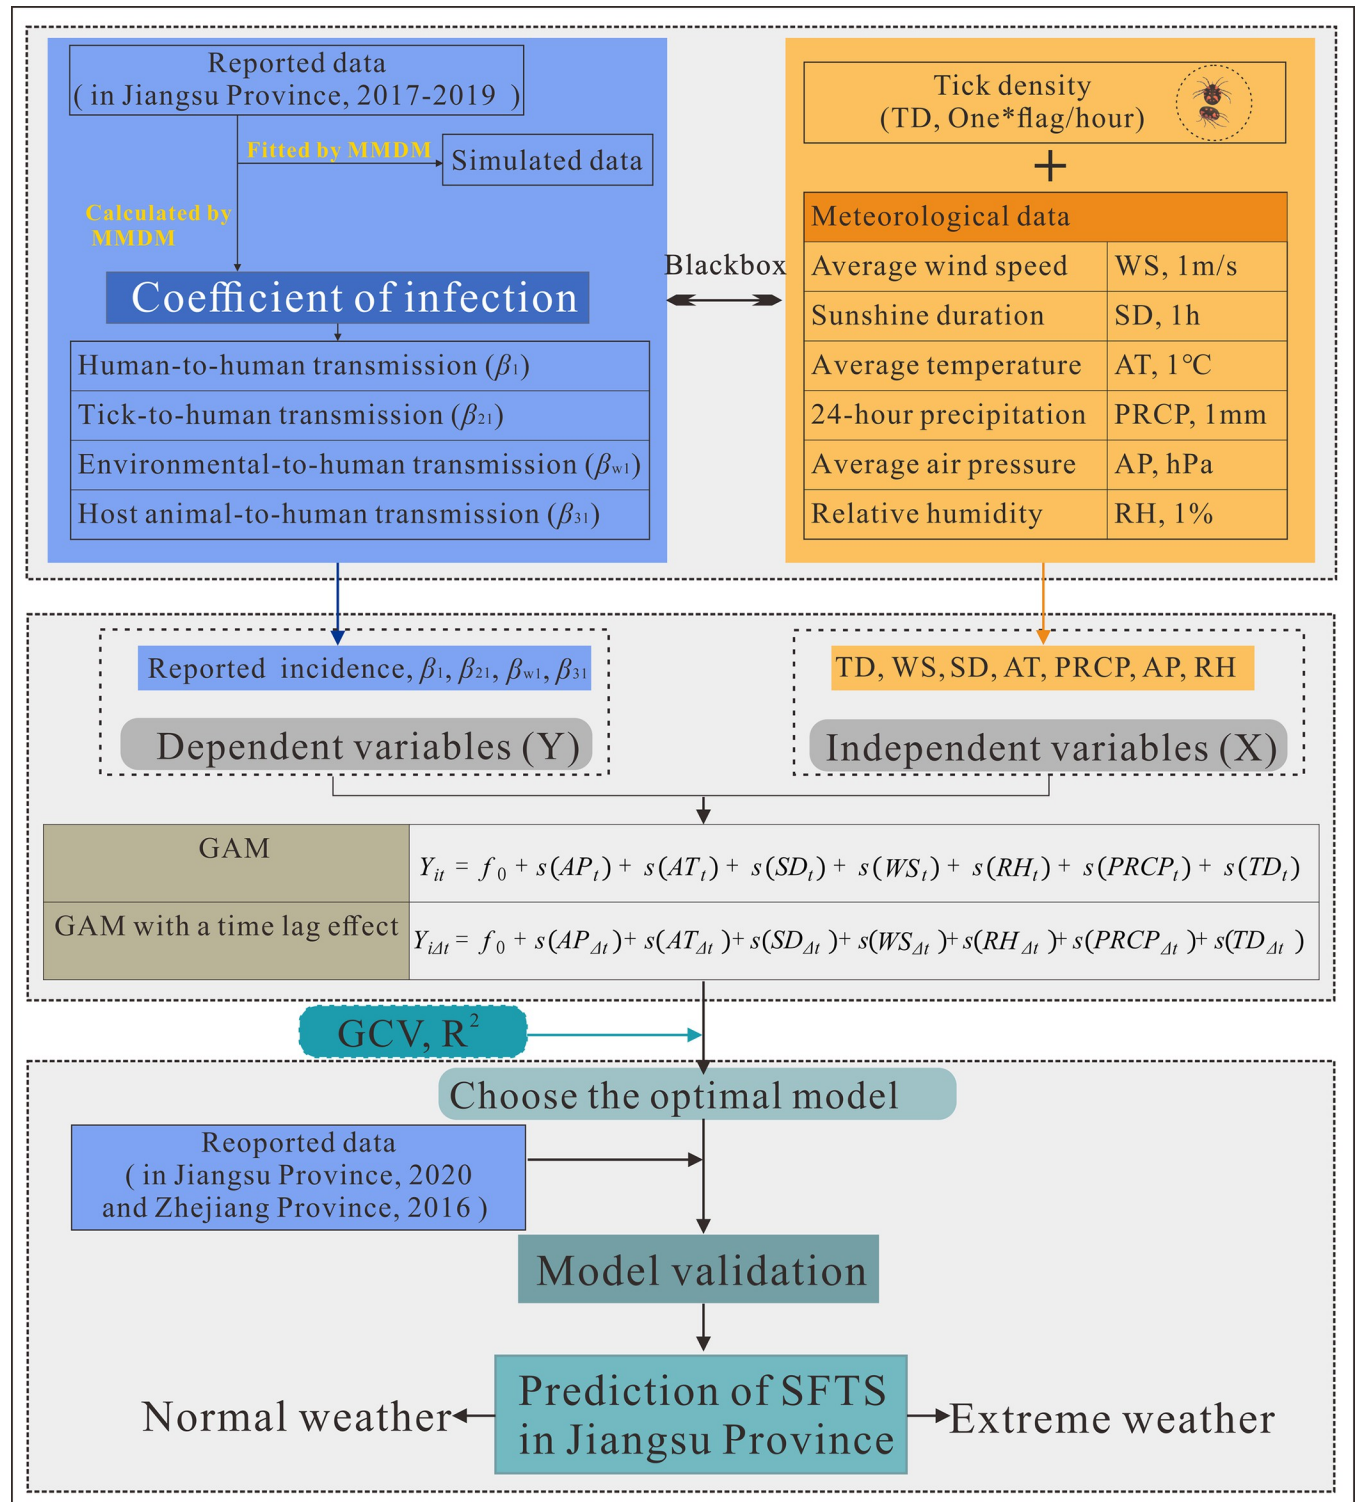 Reported data
( in Jiangsu Province, 2017-2019 )
Fitted by MMDM
Simulated data
Calculated by
MMDM
Coefficient of infection
Human-to-human transmission (β1)
Tick-to-human transmission (β21)
Environmental-to-human transmission (βw1)
Host animal-to-human transmission (β31)
Blackbox
Tick density
(TD, One*flag/hour)
+
Meteorological data
Average wind speed WS, 1m/s
Sunshine duration SD, 1h
Average temperature AT, 1℃
24-hour precipitation PRCP, 1mm
Average air pressure AP, hPa
Relative humidity RH, 1%
Reported incidence, β1, β21, βw1, β31
Dependent variables (Y)
TD, WS, SD, AT, PRCP, AP, RH
Independent variables (X)
GAM
Yit = f0 + s(APt) + s(ATt) + s(SDt) + s(WSt) + s(RHt) + s(PRCPt) + s(TDt)
GAM with a time lag effect
YiΔt = f0 + s(APΔt)+ s(ATΔt)+ s(SDΔt)+ s(WSΔt)+s(RHΔt)+ s(PRCPΔt)+ s(TDΔt)
GCV, R²
Choose the optimal model
Reoported data
( in Jiangsu Province, 2020
and Zhejiang Province, 2016 )
Model validation
Prediction of SFTS
in Jiangsu Province
Normal weather
Extreme weather